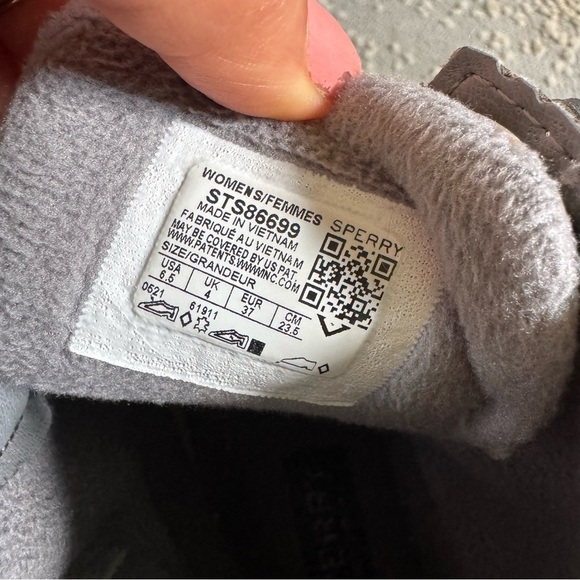 WOMENS/FEMMES
STS86699
SPERRY
MADE IN VIETNAM
FABRIQUÉ AU VIETNAM
MAY BE COVERED BY US PAT.
WWW.PATENTS.WWWINC.COM
SIZE/GRANDEUR
USA UK EUR CM
6.5 4 37 23.5
0521 61911